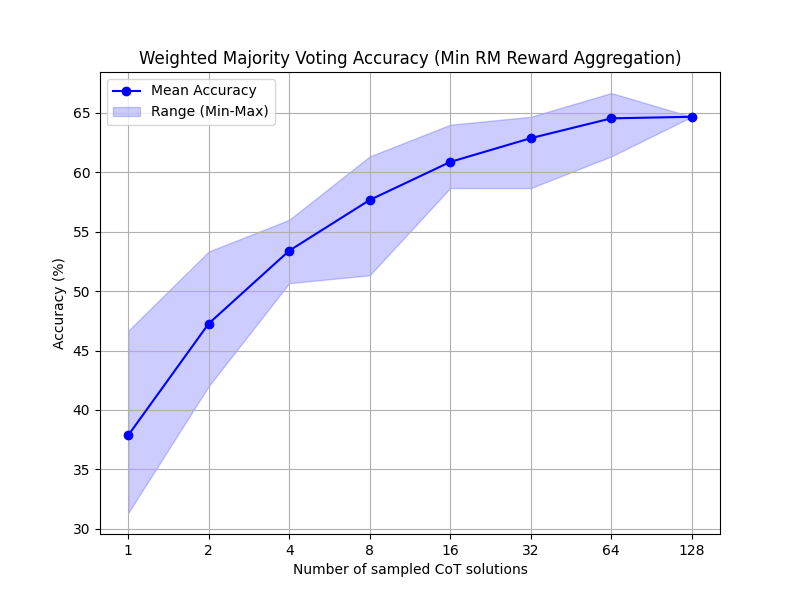 Weighted Majority Voting Accuracy (Min RM Reward Aggregation)
Mean Accuracy
Range (Min-Max)
Accuracy (%)
65
60
55
50
45
40
35
30
1 2 4 8 16 32 64 128
Number of sampled CoT solutions